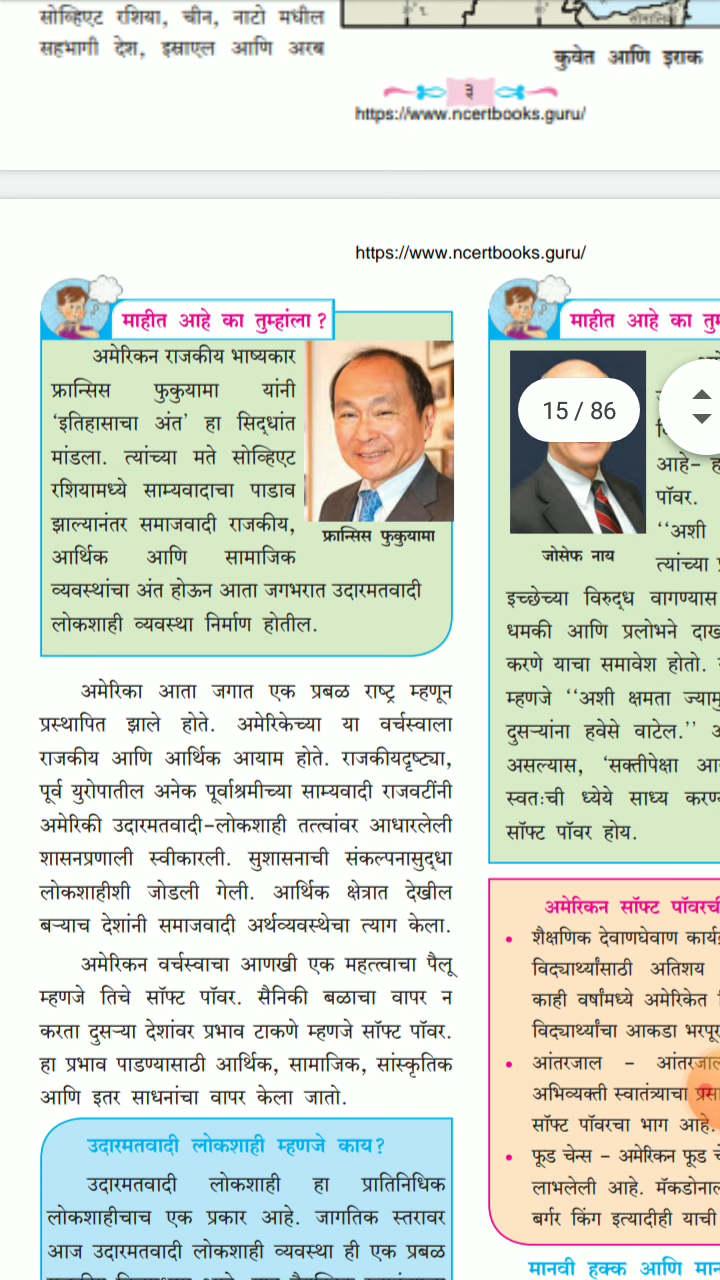 सोव्हिएट रशिया, चीन, नाटो मधील
सहभागी देश, इस्राएल आणि अरब
कुवेत आणि इराक
३
https://www.ncertbooks.guru/
https://www.ncertbooks.guru/
माहीत आहे का तुम्हांला ?
अमेरिकन राजकीय भाष्यकार
फ्रान्सिस फुकुयामा यांनी
‘इतिहासाचा अंत’ हा सिद्धांत
मांडला. त्यांच्या मते सोव्हिएट
रशियामध्ये साम्यवादाचा पाडाव
झाल्यानंतर समाजवादी राजकीय,
आर्थिक आणि सामाजिक
व्यवस्थांचा अंत होऊन आता जगभरात उदारमतवादी
लोकशाही व्यवस्था निर्माण होतील.
फ्रान्सिस फुकुयामा
अमेरिका आता जगात एक प्रबळ राष्ट्र म्हणून
प्रस्थापित झाले होते. अमेरिकेच्या या वर्चस्वाला
राजकीय आणि आर्थिक आयाम होते. राजकीयदृष्ट्या,
पूर्व युरोपातील अनेक पूर्वाश्रमीच्या साम्यवादी राजवटींनी
अमेरिकी उदारमतवादी-लोकशाही तत्त्वांवर आधारलेली
शासनप्रणाली स्वीकारली. सुशासनाची संकल्पनासुद्धा
लोकशाहीशी जोडली गेली. आर्थिक क्षेत्रात देखील
बऱ्याच देशांनी समाजवादी अर्थव्यवस्थेचा त्याग केला.
अमेरिकन वर्चस्वाचा आणखी एक महत्त्वाचा पैलू
म्हणजे तिचे सॉफ्ट पॉवर. सैनिकी बळाचा वापर न
करता दुसऱ्या देशांवर प्रभाव टाकणे म्हणजे सॉफ्ट पॉवर.
हा प्रभाव पाडण्यासाठी आर्थिक, सामाजिक, सांस्कृतिक
आणि इतर साधनांचा वापर केला जातो.
उदारमतवादी लोकशाही म्हणजे काय?
उदारमतवादी लोकशाही हा प्रातिनिधिक
लोकशाहीचाच एक प्रकार आहे. जागतिक स्तरावर
आज उदारमतवादी लोकशाही व्यवस्था ही एक प्रबळ
माहीत आहे का
15 / 86
आहे- ह
पॉवर.
‘‘अशी
त्यांच्या
जोसेफ नाय
इच्छेच्या विरुद्ध वागण्यास
धमकी आणि प्रलोभने
करणे याचा समावेश होतो.
म्हणजे ‘‘अशी क्षमता
दुसऱ्यांना हवेसे वाटेल.’’
असल्यास, ‘सक्तीपेक्षा
स्वतःची ध्येये साध्य
सॉफ्ट पॉवर होय.
अमेरिकन सॉफ्ट पॉवरची
• शैक्षणिक देवाणघेवाण
विद्यार्थ्यांसाठी अतिशय
काही वर्षांमध्ये अमेरिकेत
विद्यार्थ्यांचा आकडा भरपूर
• आंतरजाल –
अभिव्यक्ती स्वातंत्र्याचा
सॉफ्ट पॉवरचा भाग आहे.
• फूड चेन्स – अमेरिकन फूड
लाभलेली आहे.
बर्गर किंग इत्यादीही याची
मानवी हक्क आणि